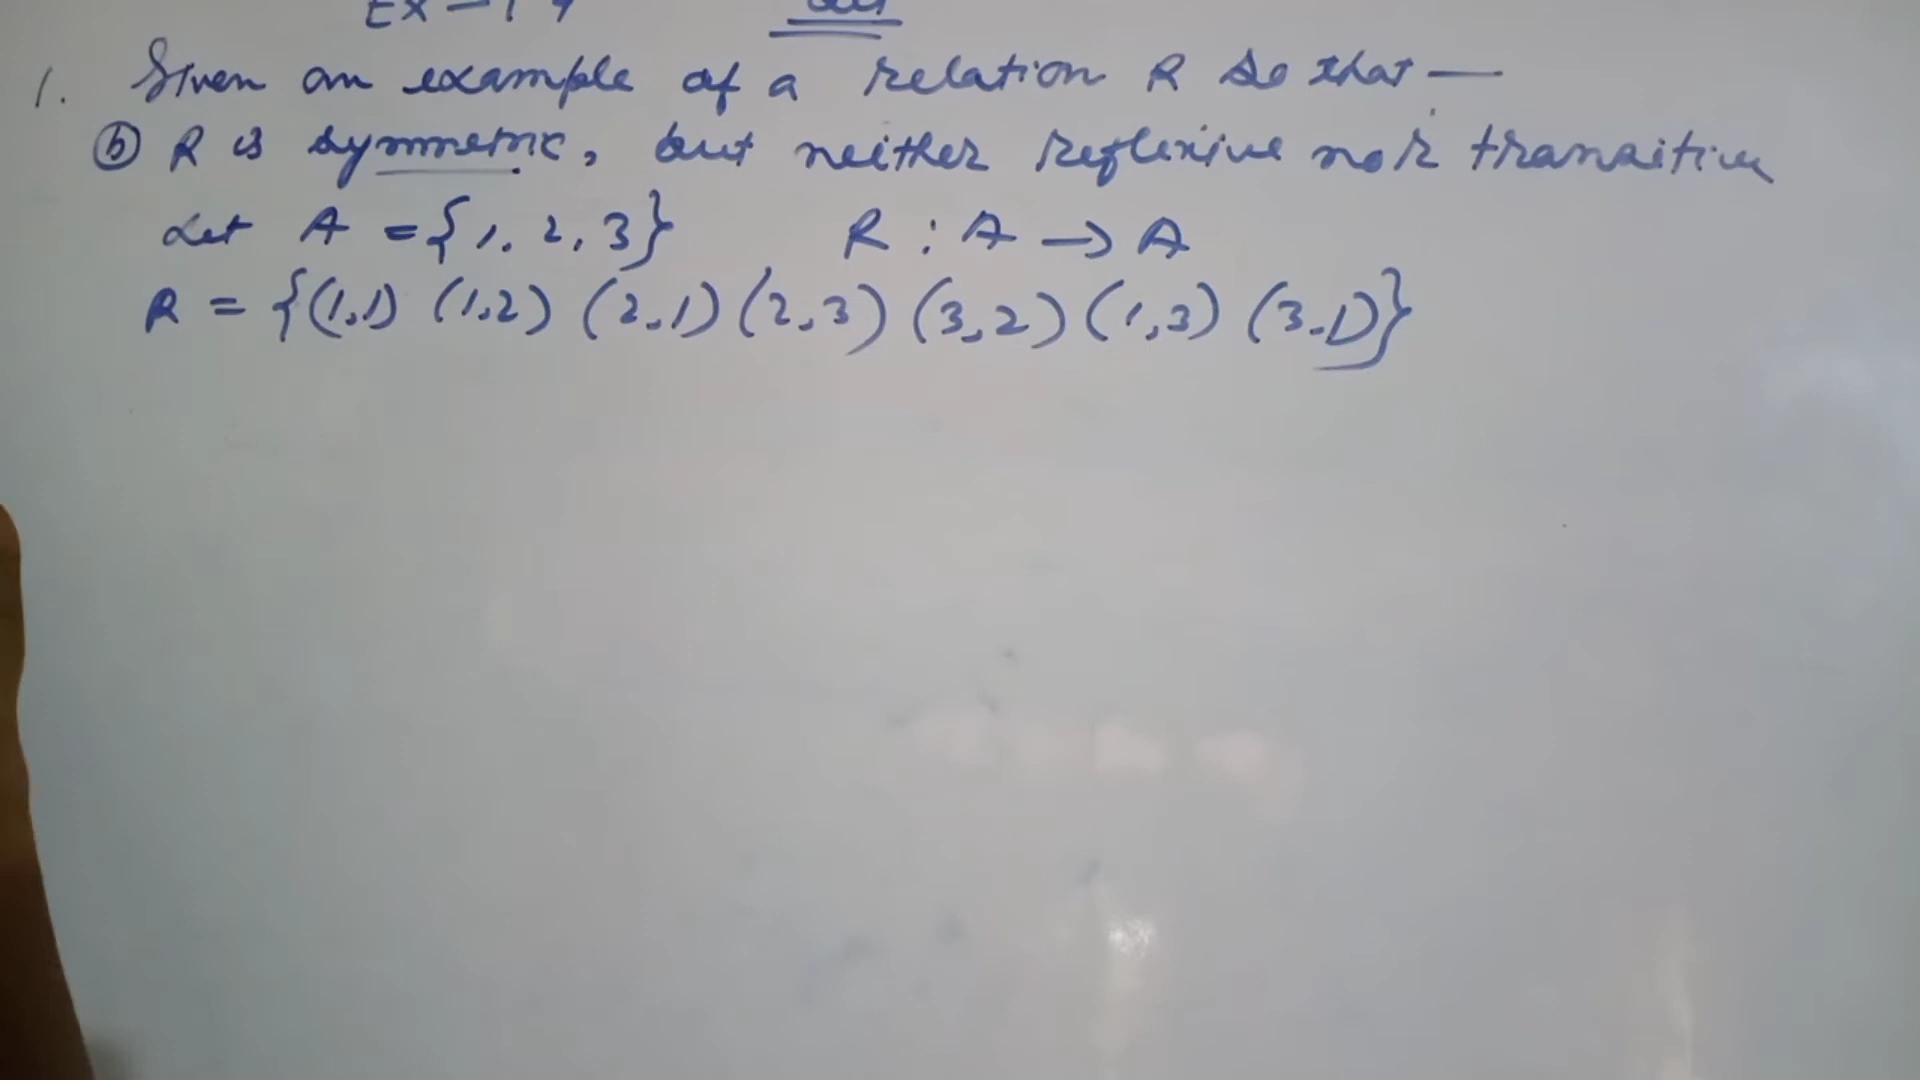 1. Given an example of a relation R so that —
ⓑ R is symmetric, but neither reflexive nor transitive
Let A = {1, 2, 3} R : A → A
R = {(1,1) (1,2) (2,1) (2,3) (3,2) (1,3) (3,1)}